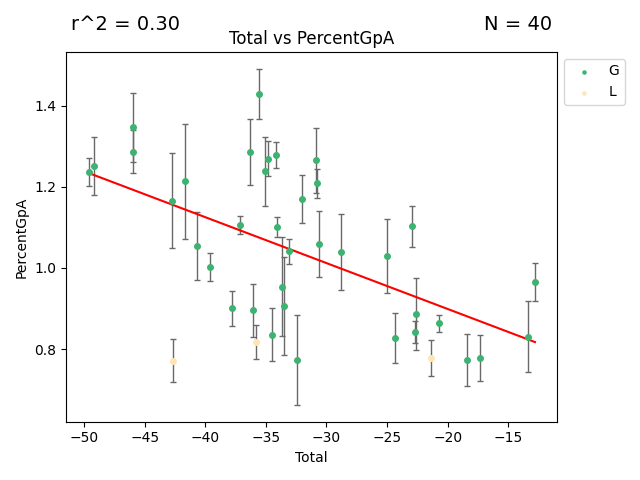 r^2 = 0.30
N = 40
Total vs PercentGpA
G
L
1.4
1.2
1.0
0.8
PercentGpA
−50
−45
−40
−35
−30
−25
−20
−15
Total